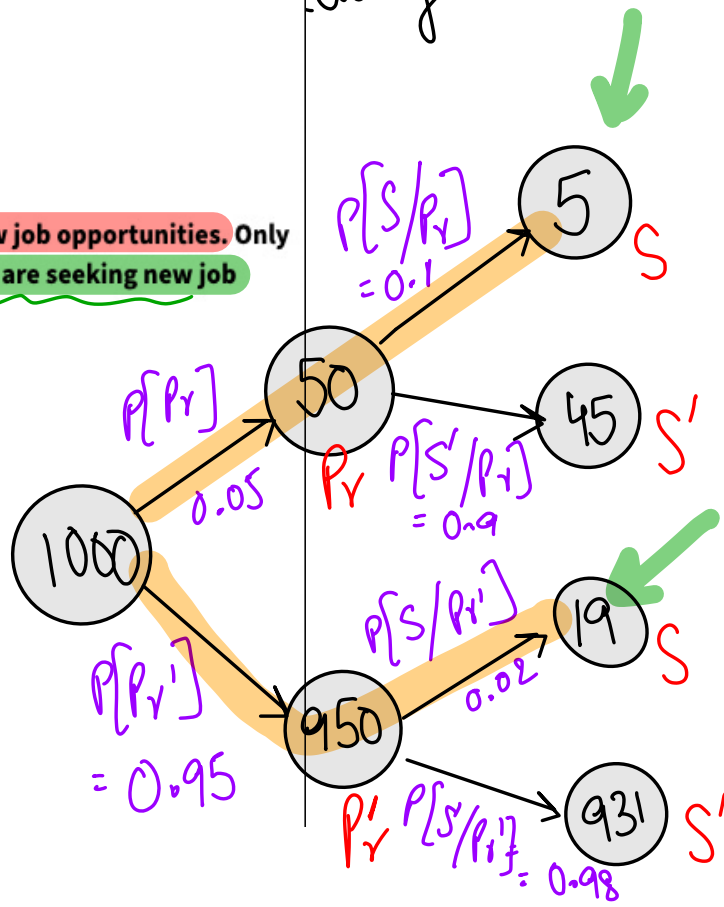 w job opportunities. Only
are seeking new job
P[S/Pr]
= 0.1
5
S
P[Pr]
0.05
50
Pr
P[S'/Pr]
= 0.9
45
S'
1000
P[Pr']
= 0.95
950
Pr'
P[S/Pr']
0.02
19
S
P[S'/Pr']
= 0.98
931
S'